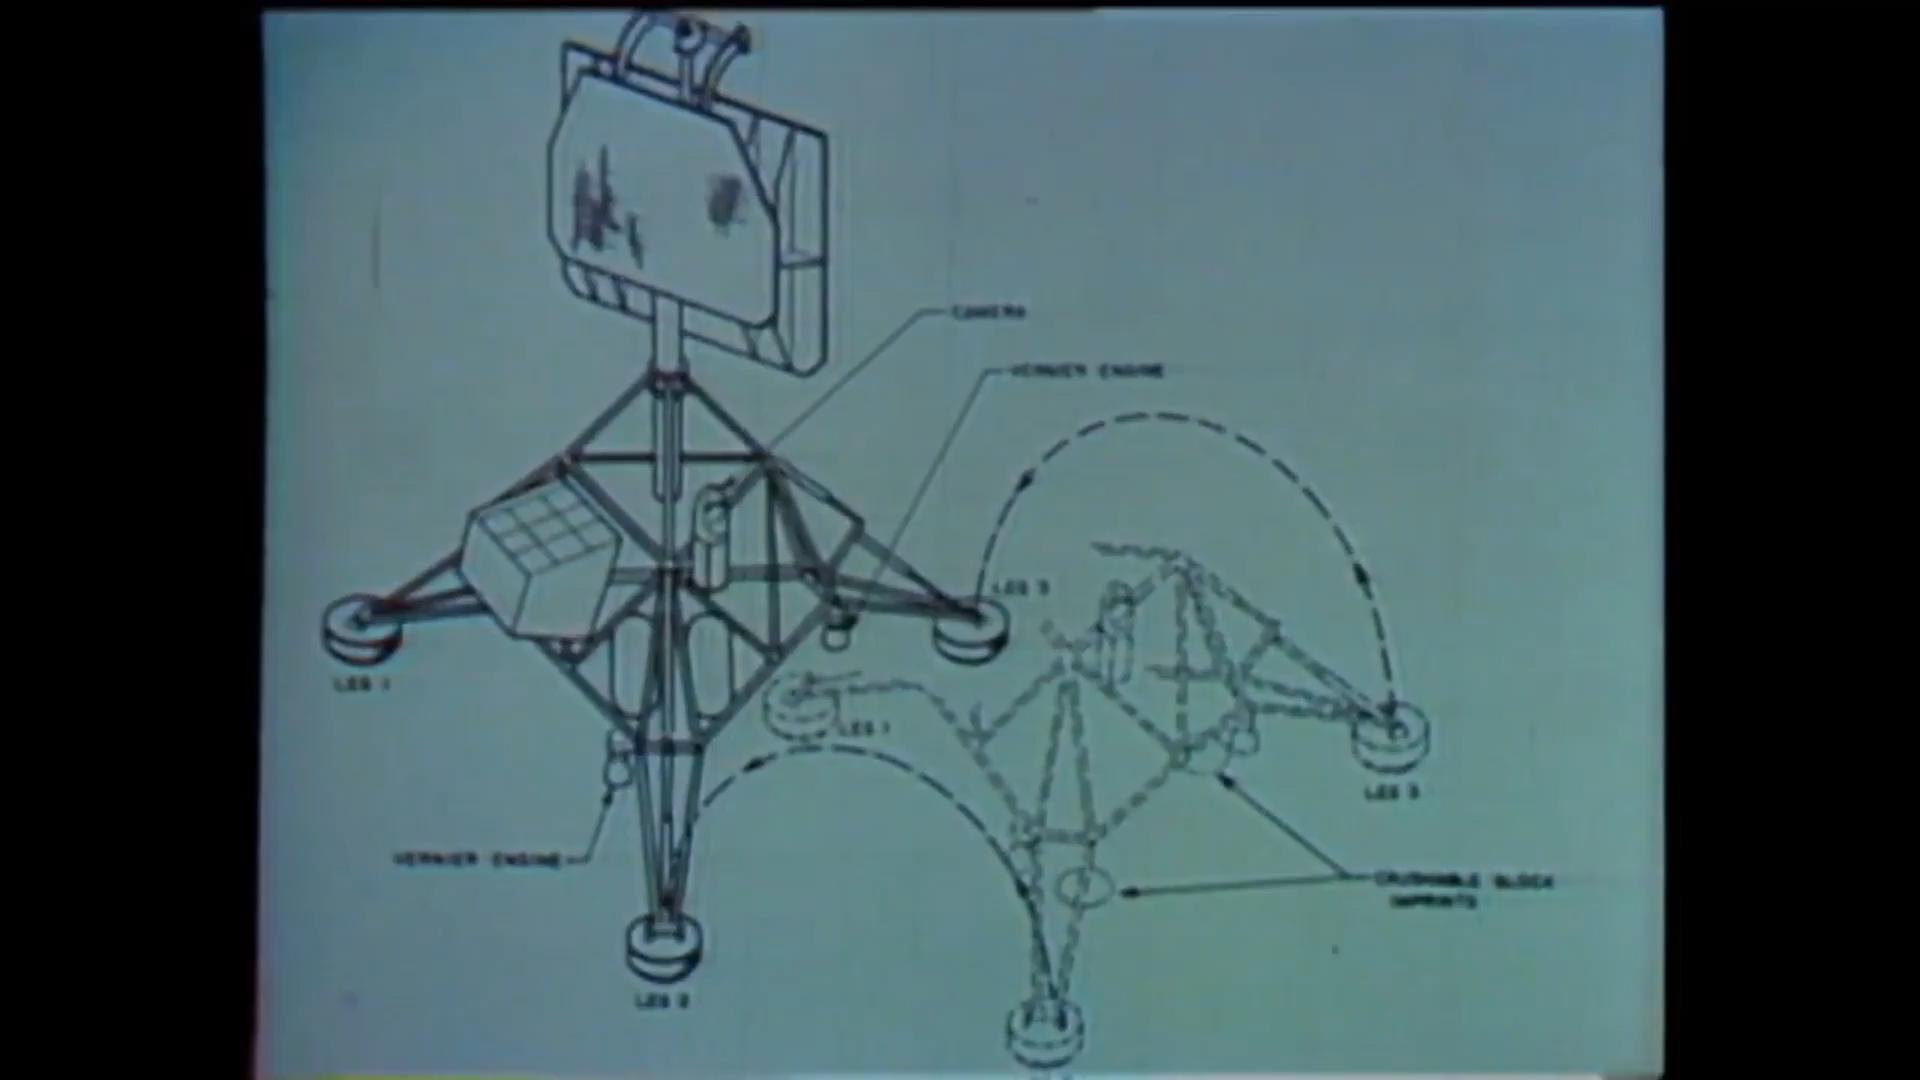 CAMERA
VERNIER ENGINE
LEG 3
LEG 1
LEG 1
LEG 3
VERNIER ENGINE
CRUSHABLE BLOCK
IMPRINTS
LEG 2